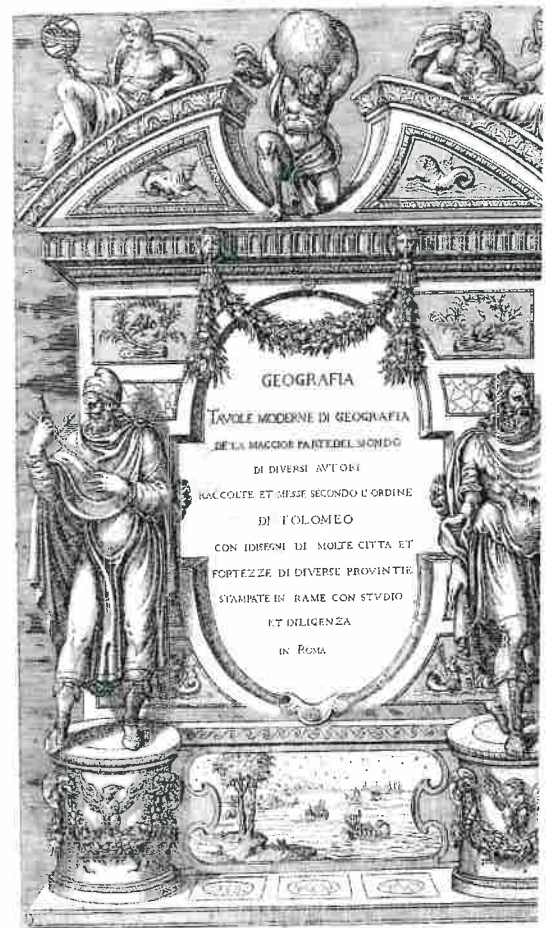 GEOGRAFIA
TAVOLE MODERNE DI GEOGRAFIA
DE LA MAGGIOR PARTE DEL MONDO
DI DIVERSI AVTORI
RACCOLTE ET MESSE SECONDO L'ORDINE
DI TOLOMEO
CON IDISEGNI DI MOLTE CITTA ET
FORTEZZE DI DIVERSE PROVINTIE
STAMPATE IN RAME CON STVDIO
ET DILIGENZA
IN ROMA